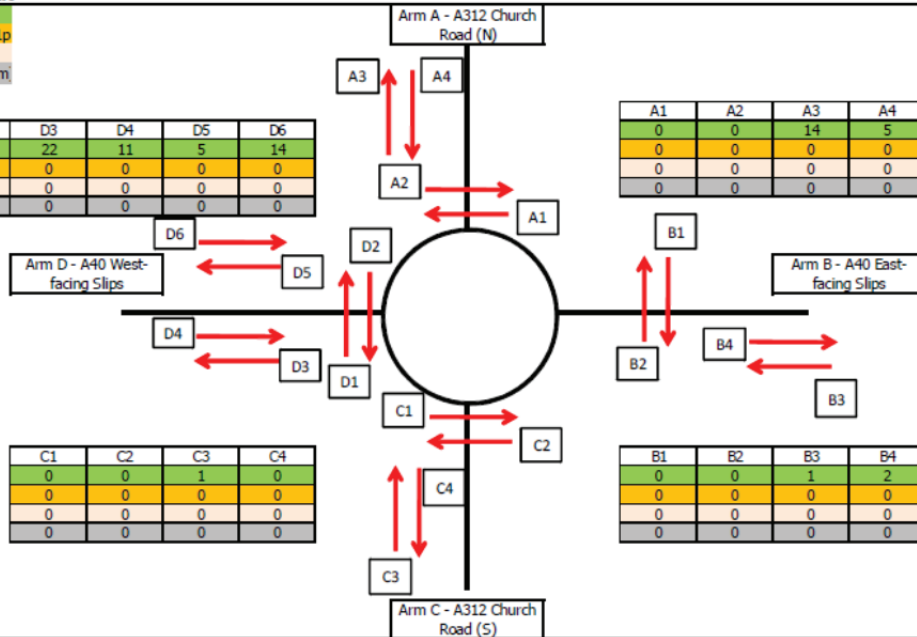 Arm A - A312 Church
Road (N)
A3
A4
D3 D4 D5 D6
22 11 5 14
0 0 0 0
0 0 0 0
0 0 0 0
A1 A2 A3 A4
0 0 14 5
0 0 0 0
0 0 0 0
0 0 0 0
A2
A1
D6
D2
B1
D5
Arm D - A40 West-
facing Slips
Arm B - A40 East-
facing Slips
D4
D3
D1
B4
B2
B3
C1
C2
C1 C2 C3 C4
0 0 1 0
0 0 0 0
0 0 0 0
0 0 0 0
B1 B2 B3 B4
0 0 1 2
0 0 0 0
0 0 0 0
0 0 0 0
C4
C3
Arm C - A312 Church
Road (S)